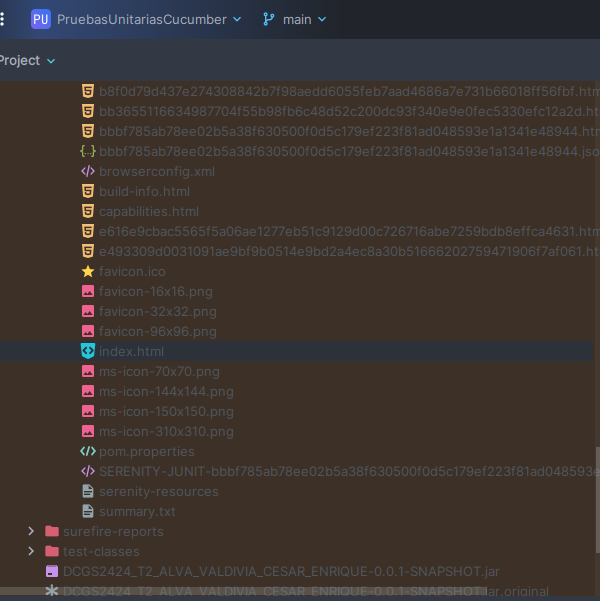 PU PruebasUnitariasCucumber main
Project
b8f0d79d437e274308842b7f98aedd6055feb7aad4686a7e731b66018ff56fbf.htm
bb3655116634987704f55b98fb6c48d52c200dc93f340e9e0fec5330efc12a2d.ht
bbbf785ab78ee02b5a38f630500f0d5c179ef223f81ad048593e1a1341e48944.htm
bbbf785ab78ee02b5a38f630500f0d5c179ef223f81ad048593e1a1341e48944.jso
browserconfig.xml
build-info.html
capabilities.html
e616e9cbac5565f5a06ae1277eb51c9129d00c726716abe7259bdb8effca4631.htm
e493309d0031091ae9bf9b0514e9bd2a4ec8a30b51666202759471906f7af061.ht
favicon.ico
favicon-16x16.png
favicon-32x32.png
favicon-96x96.png
index.html
ms-icon-70x70.png
ms-icon-144x144.png
ms-icon-150x150.png
ms-icon-310x310.png
pom.properties
SERENITY-JUNIT-bbbf785ab78ee02b5a38f630500f0d5c179ef223f81ad048593e
serenity-resources
summary.txt
surefire-reports
test-classes
DCGS2424_T2_ALVA_VALDIVIA_CESAR_ENRIQUE-0.0.1-SNAPSHOT.jar
DCGS2424_T2_ALVA_VALDIVIA_CESAR_ENRIQUE-0.0.1-SNAPSHOT.jar.original